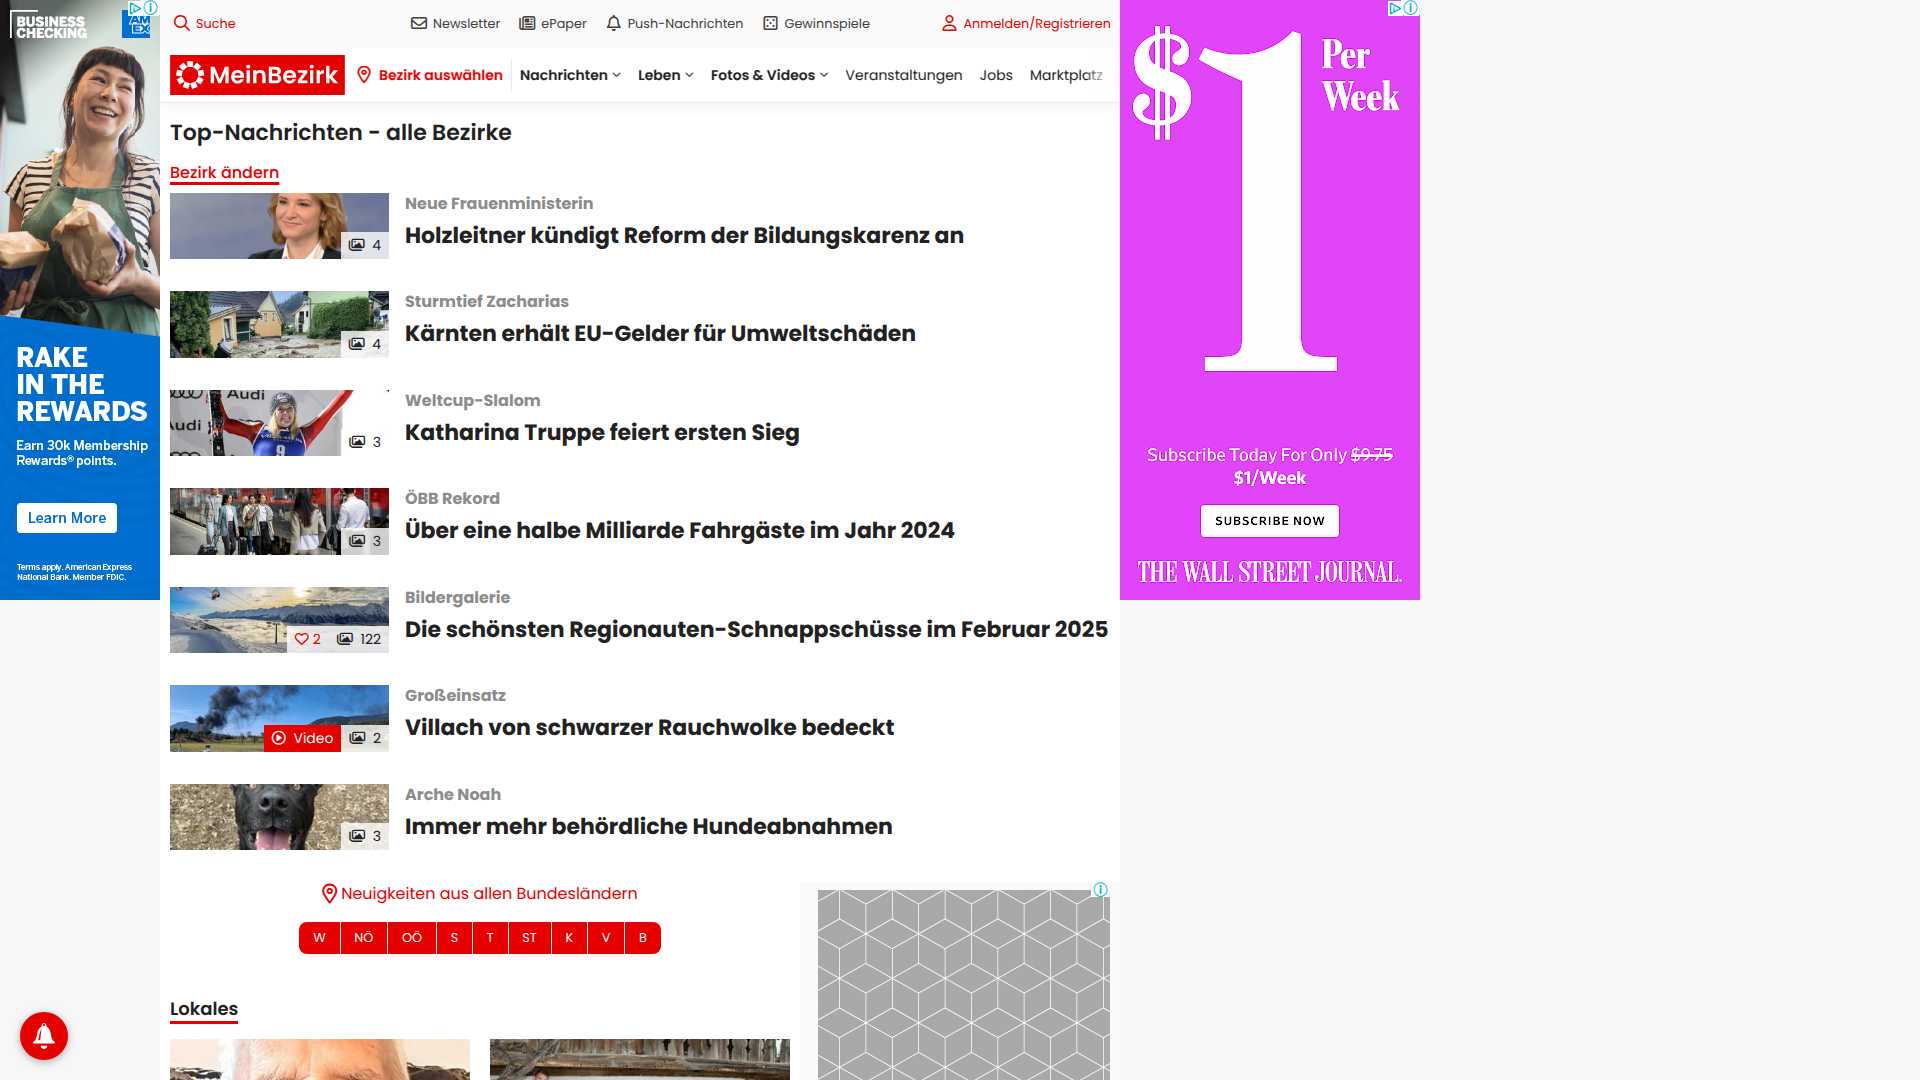 BUSINESS
CHECKING
AM
EX
Suche
Newsletter
ePaper
Push-Nachrichten
Gewinnspiele
Anmelden/Registrieren
MeinBezirk
Bezirk auswählen
Nachrichten
Leben
Fotos & Videos
Veranstaltungen
Jobs
Marktplatz
Top-Nachrichten - alle Bezirke
Bezirk ändern
4
Neue Frauenministerin
Holzleitner kündigt Reform der Bildungskarenz an
4
Sturmtief Zacharias
Kärnten erhält EU-Gelder für Umweltschäden
Audi
Audi
9
3
Weltcup-Slalom
Katharina Truppe feiert ersten Sieg
3
ÖBB Rekord
Über eine halbe Milliarde Fahrgäste im Jahr 2024
2
122
Bildergalerie
Die schönsten Regionauten-Schnappschüsse im Februar 2025
Video
2
Großeinsatz
Villach von schwarzer Rauchwolke bedeckt
3
Arche Noah
Immer mehr behördliche Hundeabnahmen
Neuigkeiten aus allen Bundesländern
W NÖ OÖ S T ST K V B
Lokales
RAKE
IN THE
REWARDS
Earn 30k Membership
Rewards® points.
Learn More
Terms apply. American Express
National Bank. Member FDIC.
$1
Per
Week
Subscribe Today For Only $9.75
$1/Week
SUBSCRIBE NOW
THE WALL STREET JOURNAL.